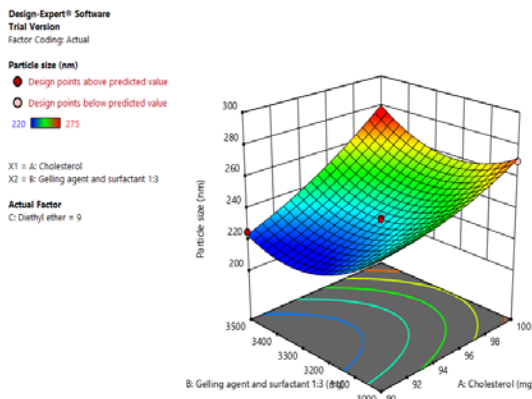 Design-Expert® Software
Trial Version
Factor Coding: Actual
Particle size (nm)
Design points above predicted value
Design points below predicted value
220 275
X1 = A: Cholesterol
X2 = B: Gelling agent and surfactant 1:3
Actual Factor
C: Diethyl ether = 9
Particle size (nm)
300
280
260
240
220
200
3500
3400
3300
3200
3000
90
92
94
96
98
100
B: Gelling agent and surfactant 1:3
A: Cholesterol (mg